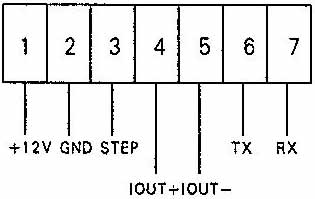 1 2 3 4 5 6 7
+12V GND STEP TX RX
IOUT+ IOUT-